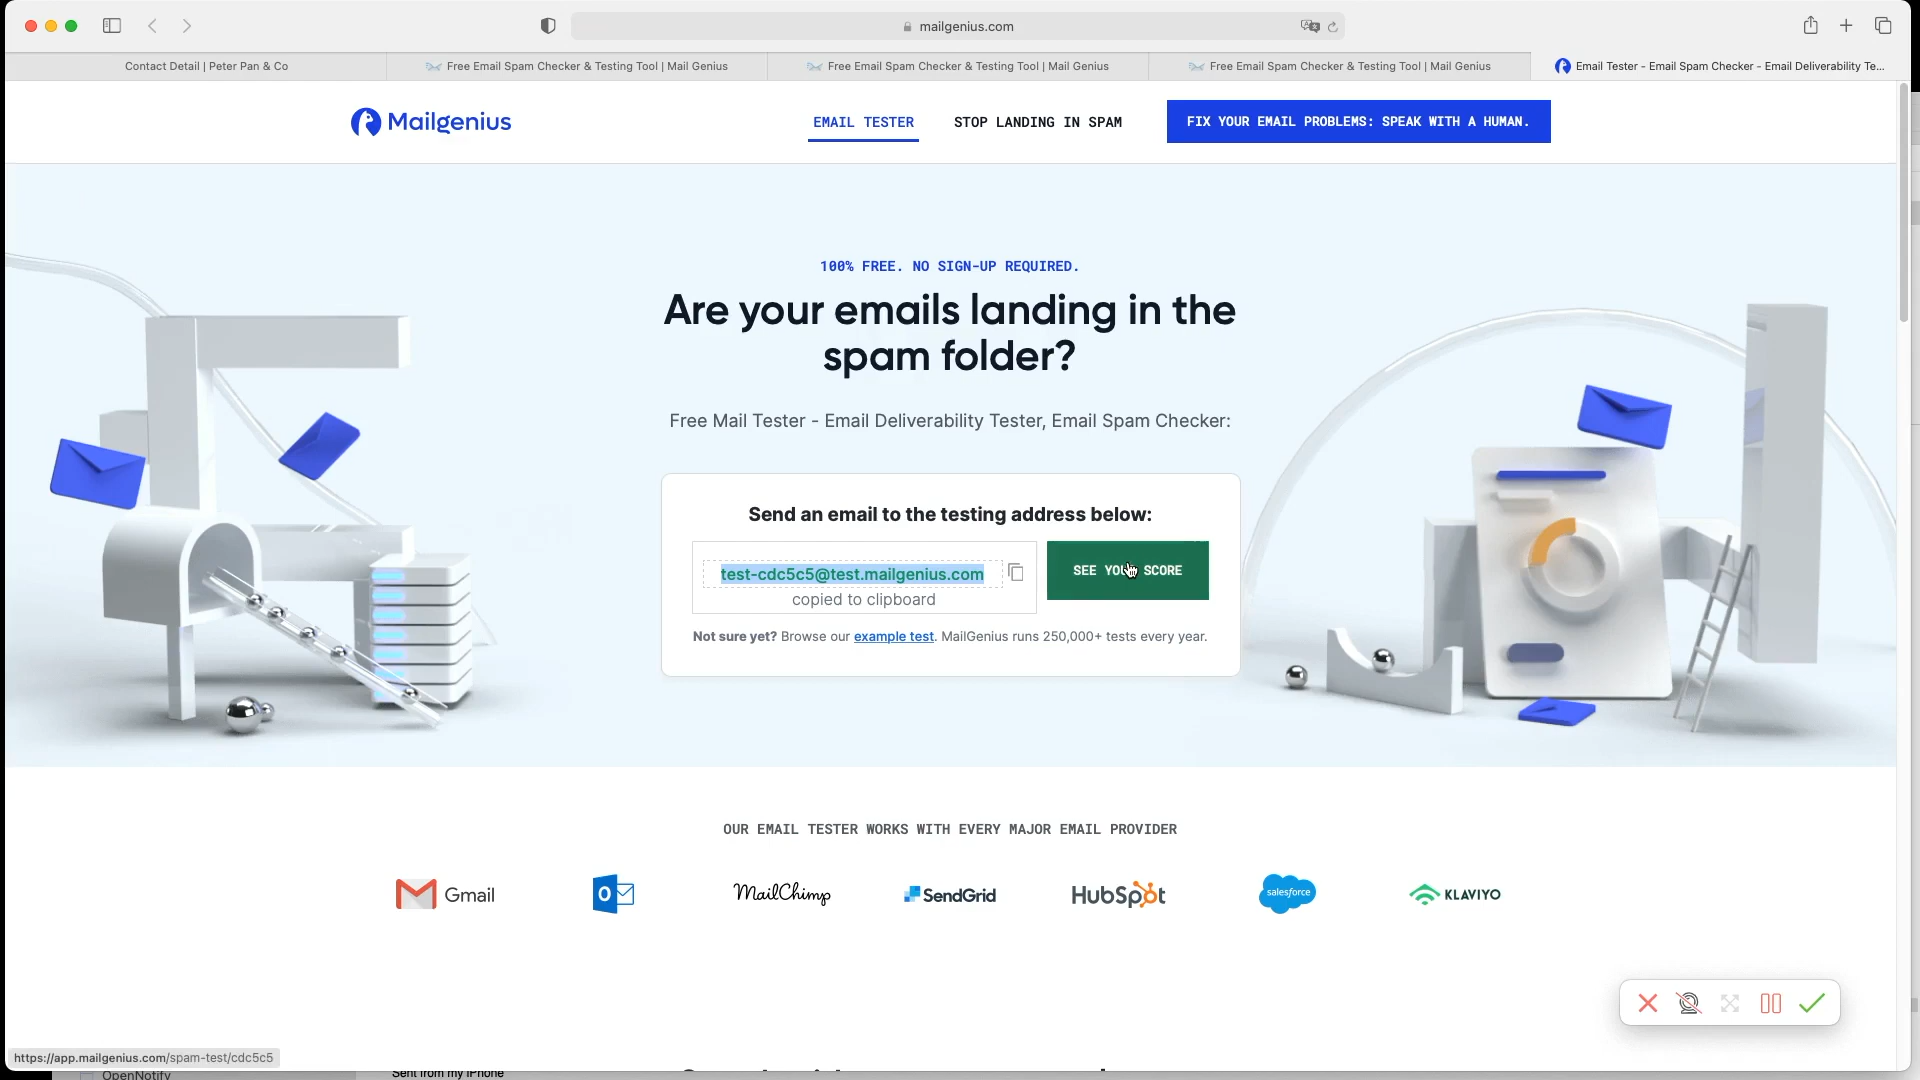 mailgenius.com
Contact Detail | Peter Pan & Co
Free Email Spam Checker & Testing Tool | Mail Genius
Free Email Spam Checker & Testing Tool | Mail Genius
Free Email Spam Checker & Testing Tool | Mail Genius
Email Tester - Email Spam Checker - Email Deliverability Te...
Mailgenius
EMAIL TESTER
STOP LANDING IN SPAM
FIX YOUR EMAIL PROBLEMS: SPEAK WITH A HUMAN.
100% FREE. NO SIGN-UP REQUIRED.
Are your emails landing in the
spam folder?
Free Mail Tester - Email Deliverability Tester, Email Spam Checker:
Send an email to the testing address below:
test-cdc5c5@test.mailgenius.com
copied to clipboard
SEE YOUR SCORE
Not sure yet? Browse our example test. MailGenius runs 250,000+ tests every year.
OUR EMAIL TESTER WORKS WITH EVERY MAJOR EMAIL PROVIDER
Gmail
MailChimp
SendGrid
HubSpot
salesforce
KLAVIYO
https://app.mailgenius.com/spam-test/cdc5c5
OpenNotify
Sent from my iPhone